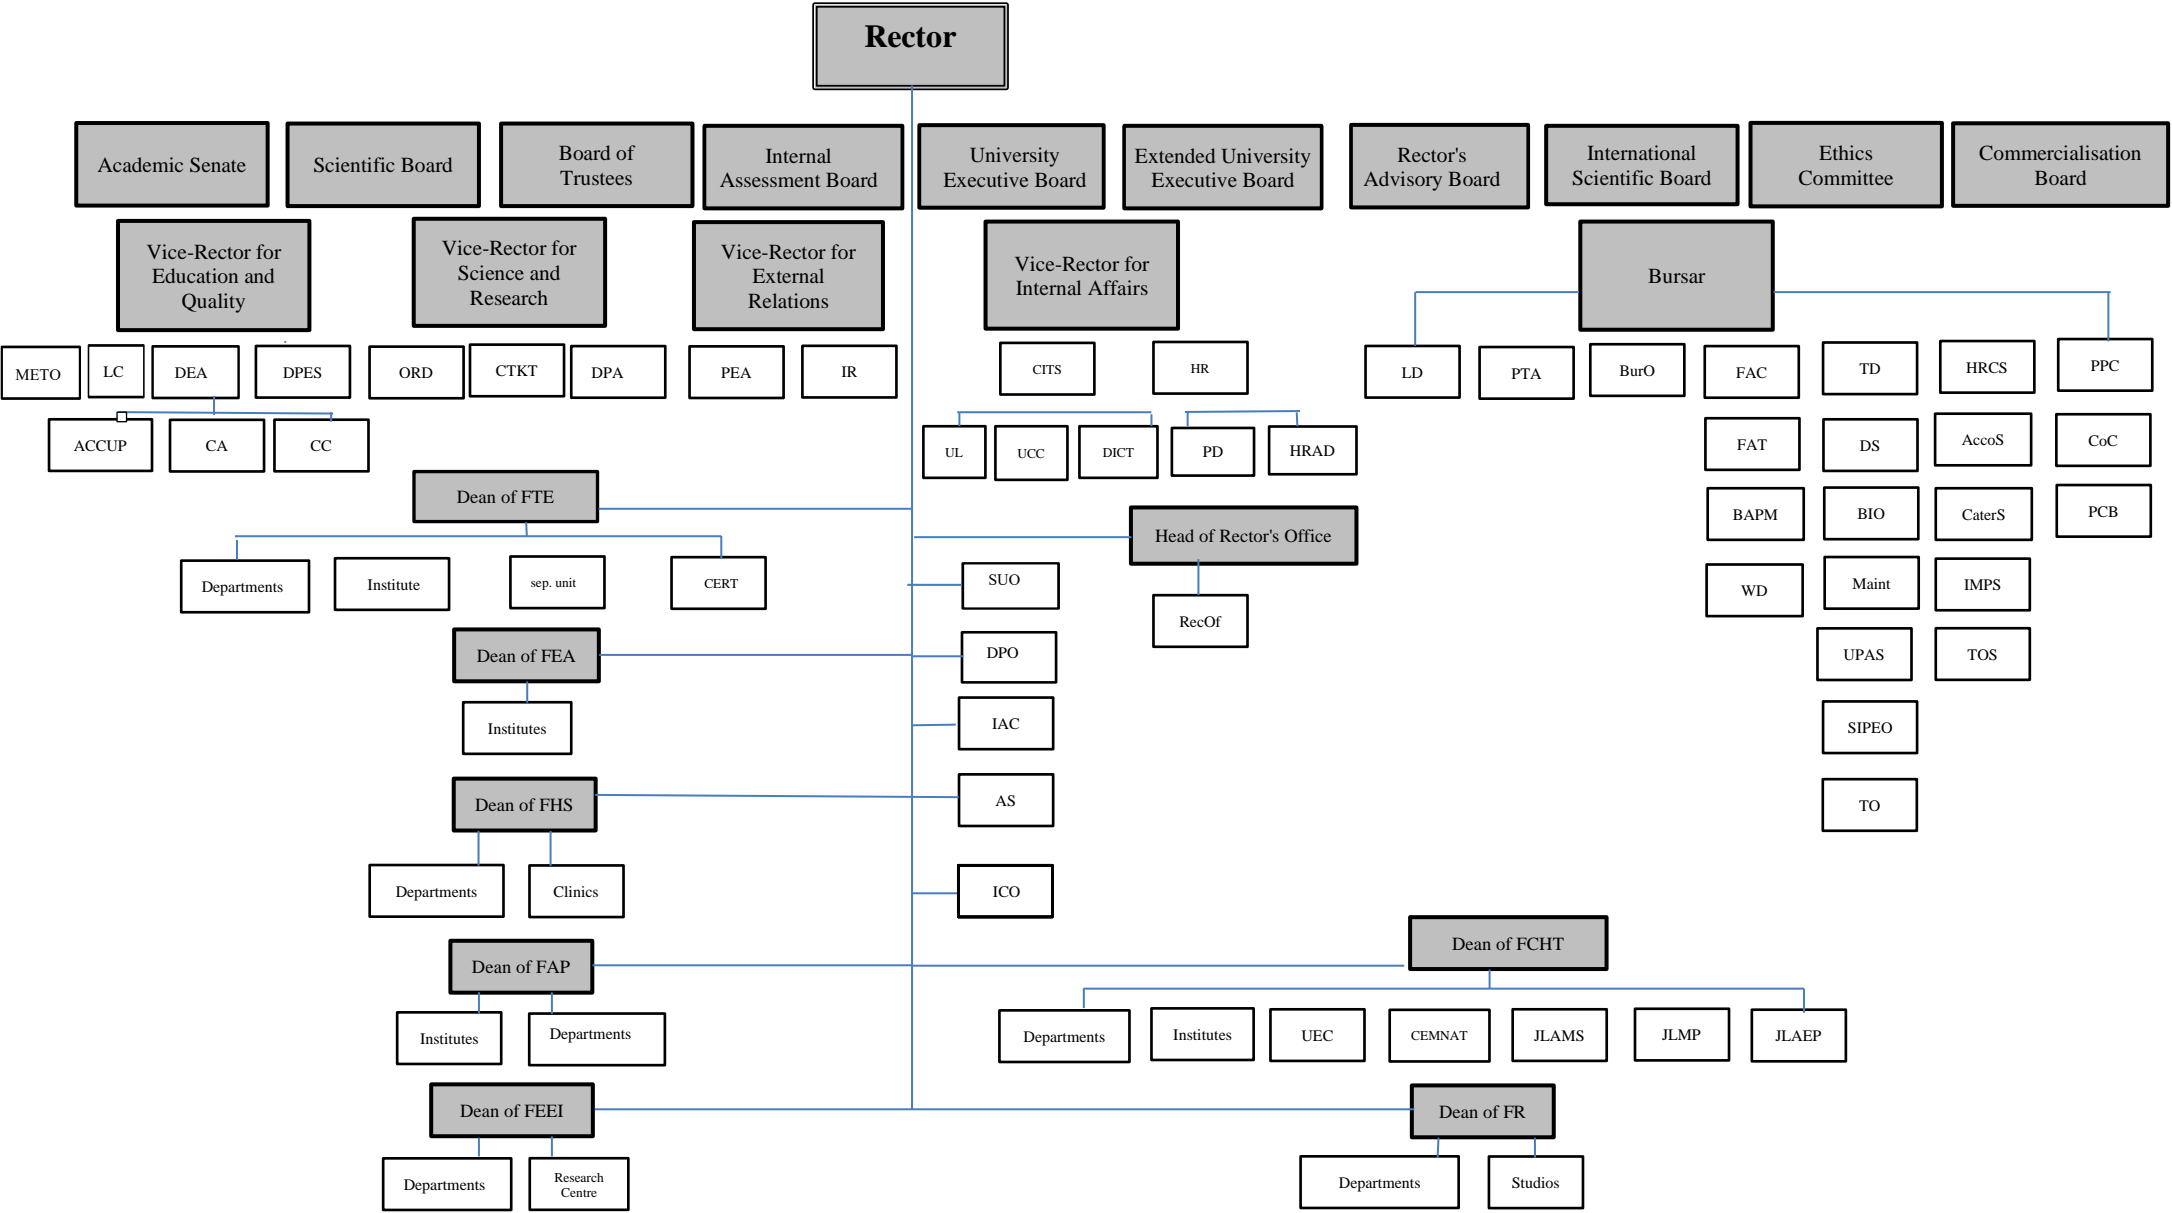 Rector
Academic Senate
Scientific Board
Board of
Trustees
Internal
Assessment Board
University
Executive Board
Extended University
Executive Board
Rector's
Advisory Board
International
Scientific Board
Ethics
Committee
Commercialisation
Board
Vice-Rector for
Education and
Quality
Vice-Rector for
Science and
Research
Vice-Rector for
External
Relations
Vice-Rector for
Internal Affairs
Bursar
METO
LC
DEA
DPES
ORD
CTKT
DPA
PEA
IR
CITS
HR
LD
PTA
BurO
FAC
TD
HRCS
PPC
ACCUP
CA
CC
UL
UCC
DICT
PD
HRAD
FAT
DS
AccoS
CoC
Dean of FTE
BAPM
BIO
CaterS
PCB
Head of Rector's Office
Departments
Institute
sep. unit
CERT
SUO
RecOf
WD
Maint
IMPS
Dean of FEA
DPO
UPAS
TOS
Institutes
IAC
SIPEO
Dean of FHS
AS
TO
Departments
Clinics
ICO
Dean of FAP
Dean of FCHT
Institutes
Departments
Departments
Institutes
UEC
CEMNAT
JLAMS
JLMP
JLAEP
Dean of FEEI
Dean of FR
Departments
Research
Centre
Departments
Studios